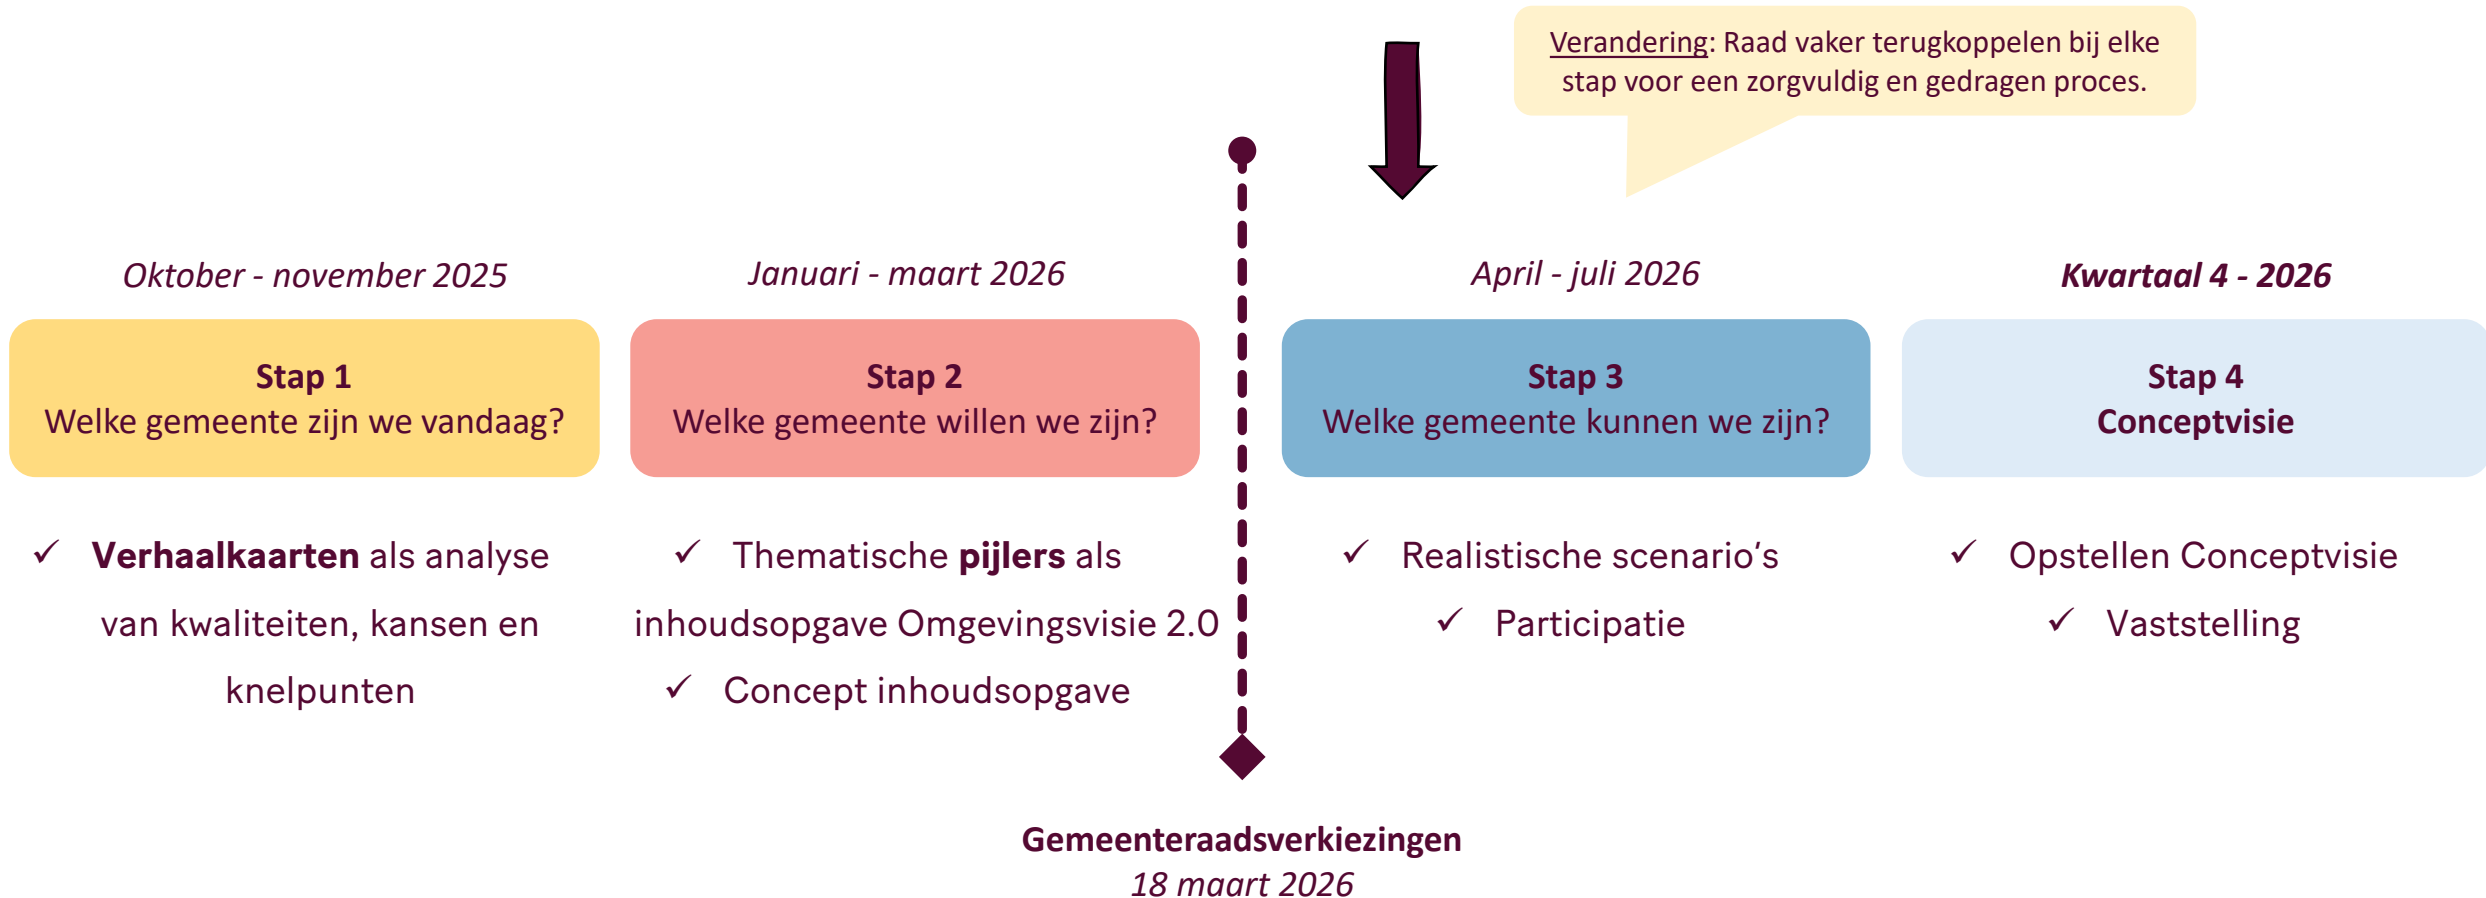 Verandering: Raad vaker terugkoppelen bij elke
stap voor een zorgvuldig en gedragen proces.
Oktober - november 2025
Stap 1
Welke gemeente zijn we vandaag?
✓ Verhaalkaarten als analyse
van kwaliteiten, kansen en
knelpunten
Januari - maart 2026
Stap 2
Welke gemeente willen we zijn?
✓ Thematische pijlers als
inhoudsopgave Omgevingsvisie 2.0
✓ Concept inhoudsopgave
Gemeenteraadsverkiezingen
18 maart 2026
April - juli 2026
Stap 3
Welke gemeente kunnen we zijn?
✓ Realistische scenario's
✓ Participatie
Kwartaal 4 - 2026
Stap 4
Conceptvisie
✓ Opstellen Conceptvisie
✓ Vaststelling